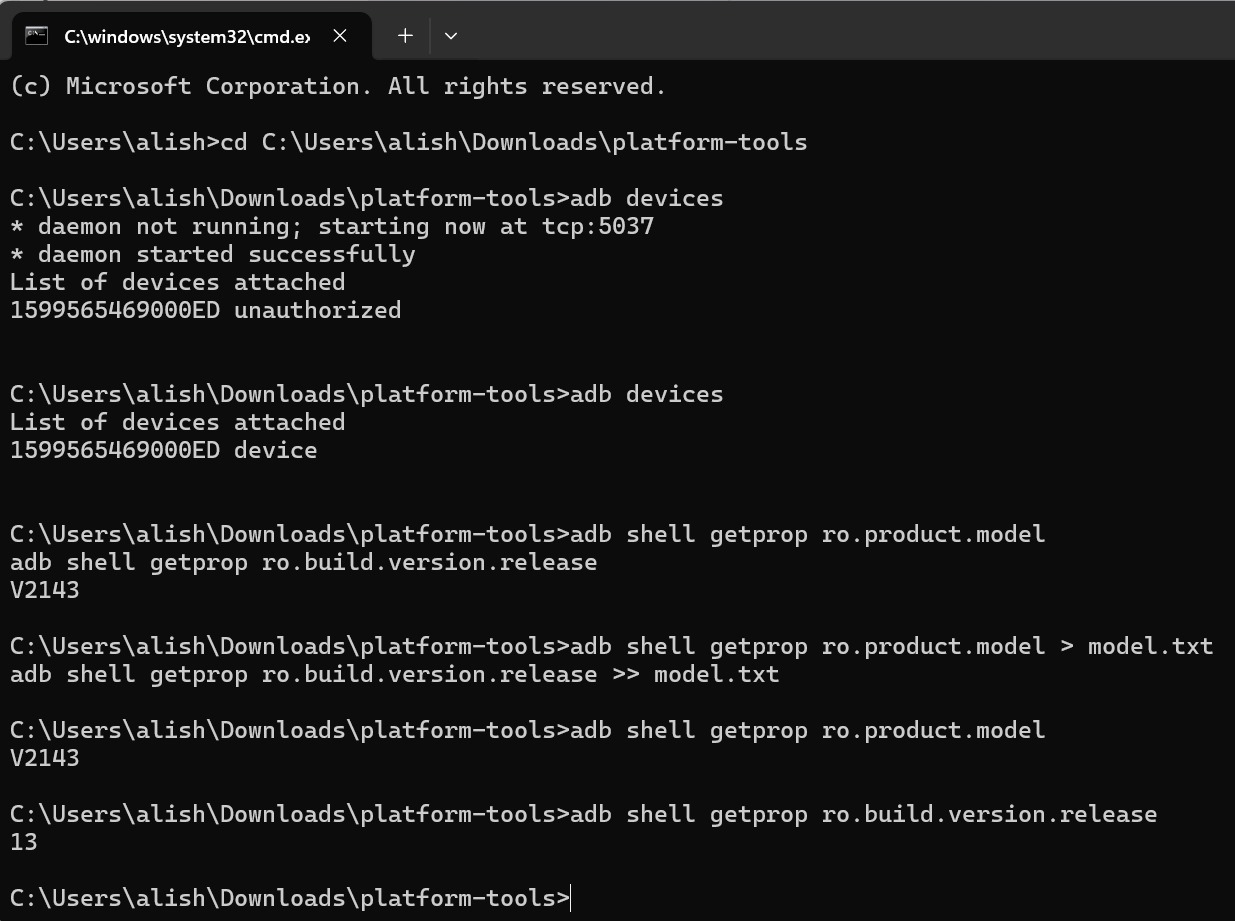 C:\windows\system32\cmd.ex
(c) Microsoft Corporation. All rights reserved.
C:\Users\alish>cd C:\Users\alish\Downloads\platform-tools
C:\Users\alish\Downloads\platform-tools>adb devices
* daemon not running; starting now at tcp:5037
* daemon started successfully
List of devices attached
1599565469000ED unauthorized
C:\Users\alish\Downloads\platform-tools>adb devices
List of devices attached
1599565469000ED device
C:\Users\alish\Downloads\platform-tools>adb shell getprop ro.product.model
adb shell getprop ro.build.version.release
V2143
C:\Users\alish\Downloads\platform-tools>adb shell getprop ro.product.model > model.txt
adb shell getprop ro.build.version.release >> model.txt
C:\Users\alish\Downloads\platform-tools>adb shell getprop ro.product.model
V2143
C:\Users\alish\Downloads\platform-tools>adb shell getprop ro.build.version.release
13
C:\Users\alish\Downloads\platform-tools>